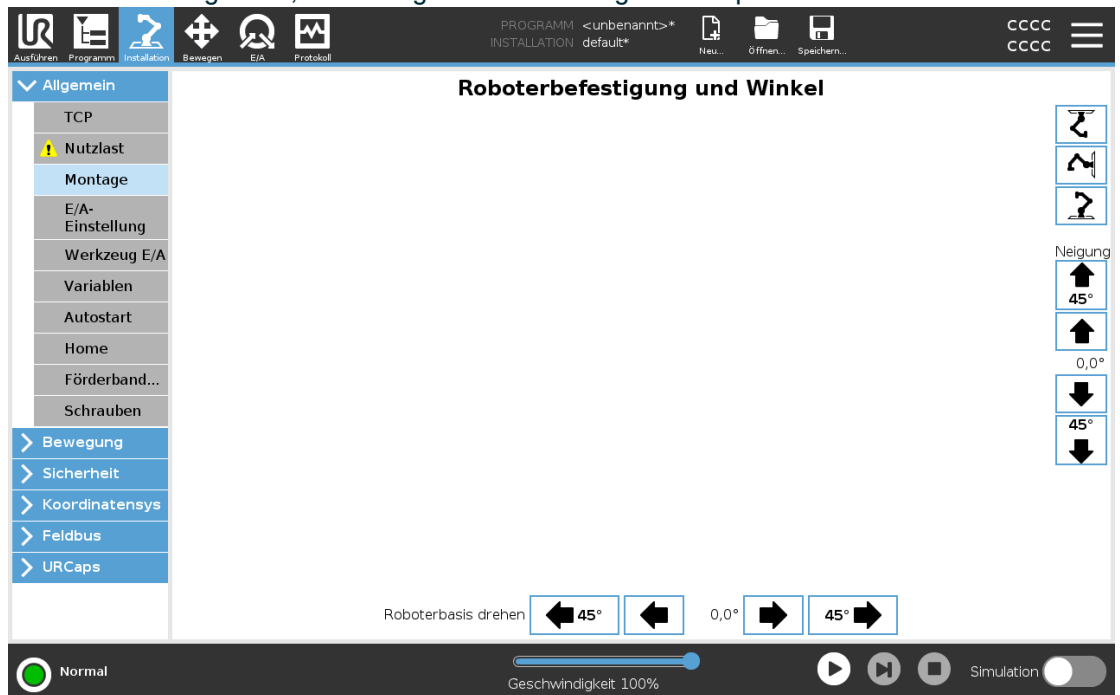 PROGRAMM <unbenannt>*
INSTALLATION default*
CCCC
CCCC
Ausführen Programm Installation Bewegen E/A Protokoll Neu... Öffnen... Speichern...
Allgemein
Roboterbefestigung und Winkel
TCP
Nutzlast
Montage
E/A-
Einstellung
Werkzeug E/A
Variablen
Autostart
Home
Förderband...
Schrauben
Bewegung
Sicherheit
Koordinatensys
Feldbus
URCaps
Neigung
45°
0,0°
45°
Roboterbasis drehen 45° 0,0° 45°
Normal
Geschwindigkeit 100%
Simulation